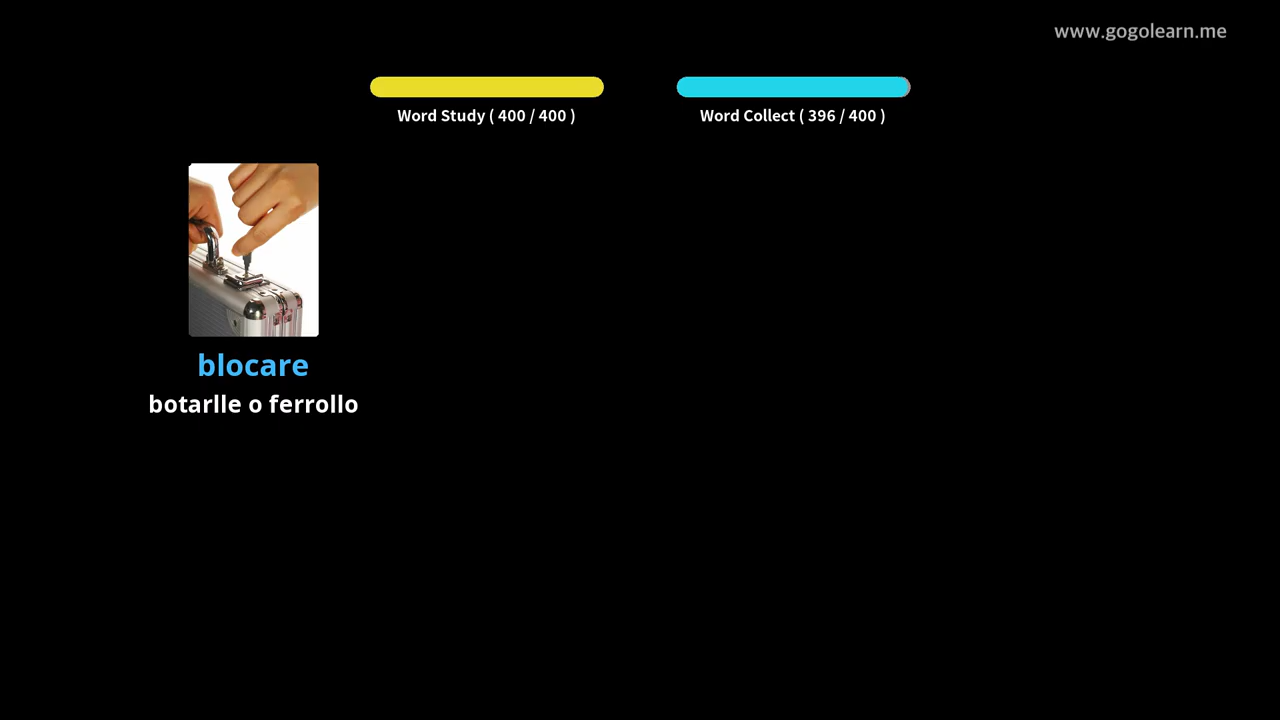 www.gogolearn.me
Word Study ( 400 / 400 )
Word Collect ( 396 / 400 )
blocare
botarlle o ferrollo